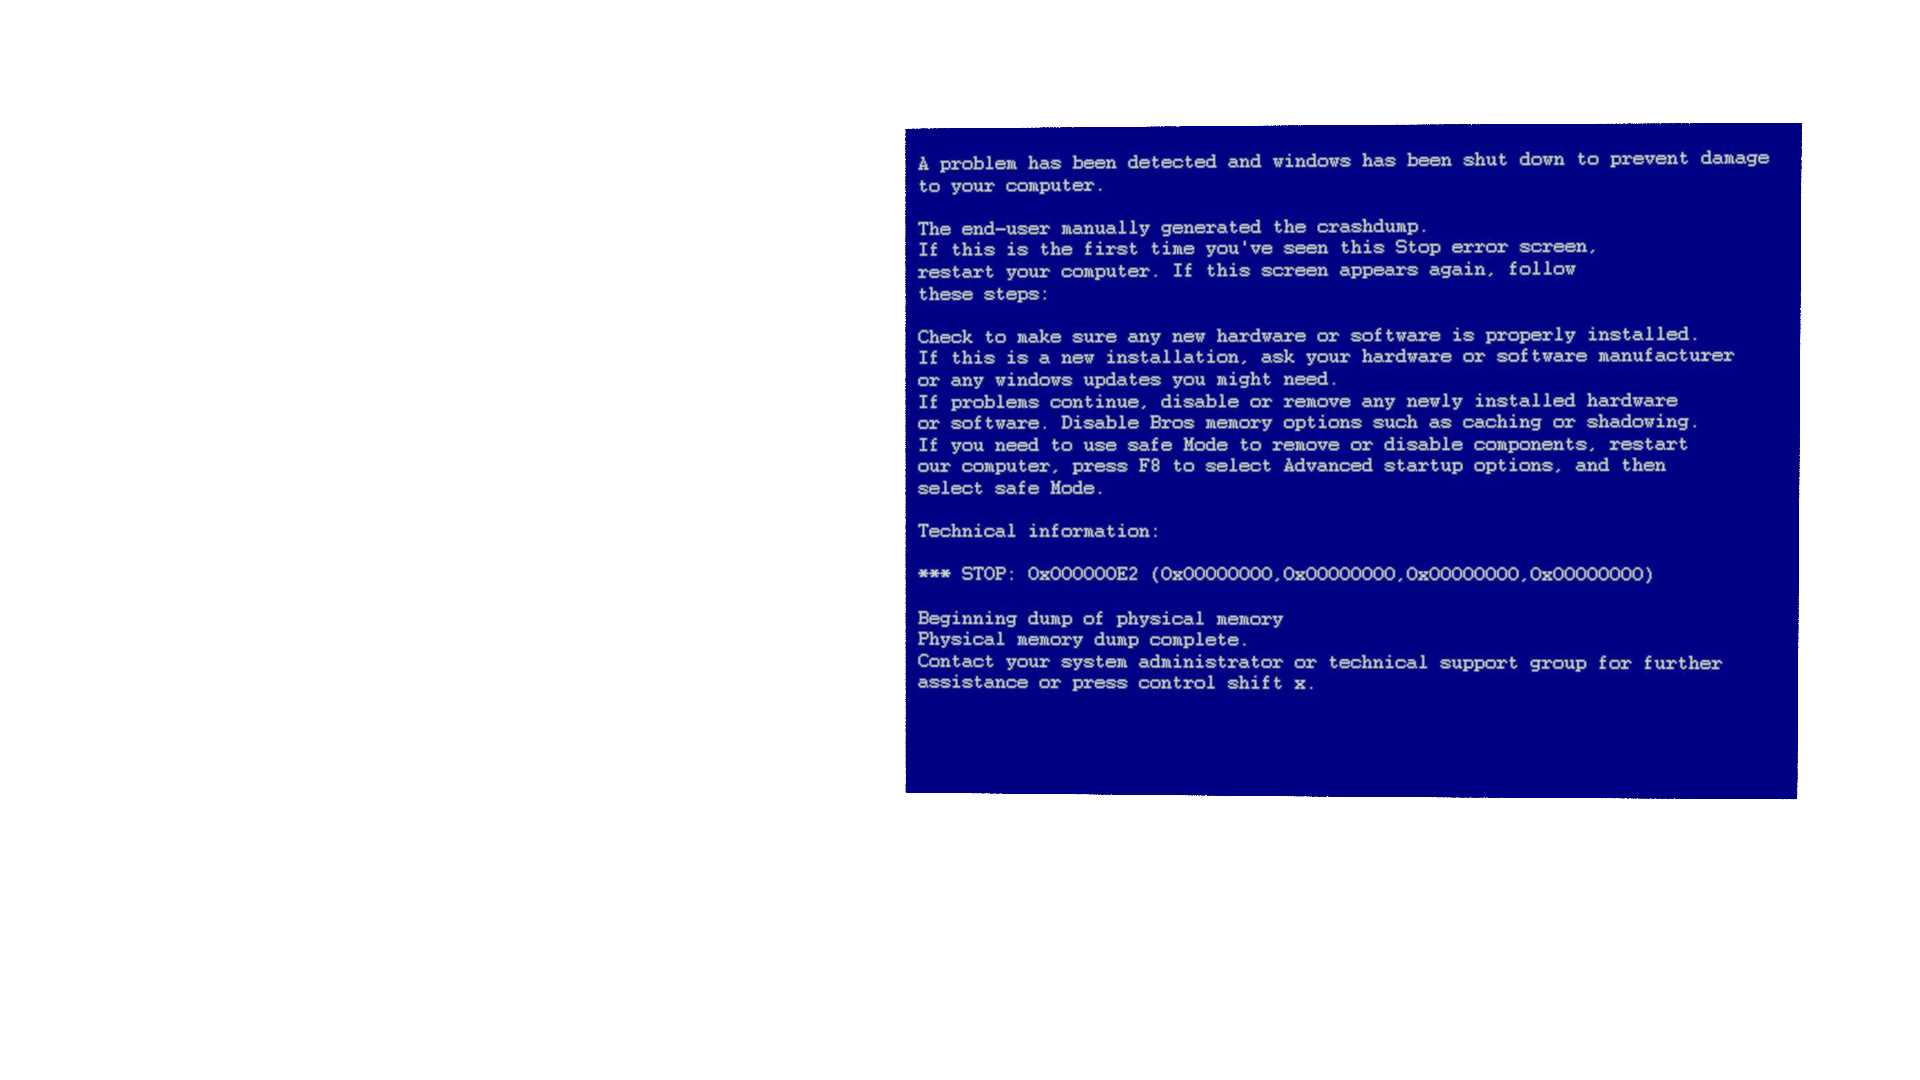 A problem has been detected and windows has been shut down to prevent damage
to your computer.
The end-user manually generated the crashdump.
If this is the first time you've seen this Stop error screen,
restart your computer. If this screen appears again, follow
these steps:
Check to make sure any new hardware or software is properly installed.
If this is a new installation, ask your hardware or software manufacturer
or any windows updates you might need.
If problems continue, disable or remove any newly installed hardware
or software. Disable Bros memory options such as caching or shadowing.
If you need to use safe Mode to remove or disable components, restart
our computer, press F8 to select Advanced startup options, and then
select safe Mode.
Technical information:
*** STOP: 0x000000E2 (0x00000000,0x00000000,0x00000000,0x00000000)
Beginning dump of physical memory
Physical memory dump complete.
Contact your system administrator or technical support group for further
assistance or press control shift x.